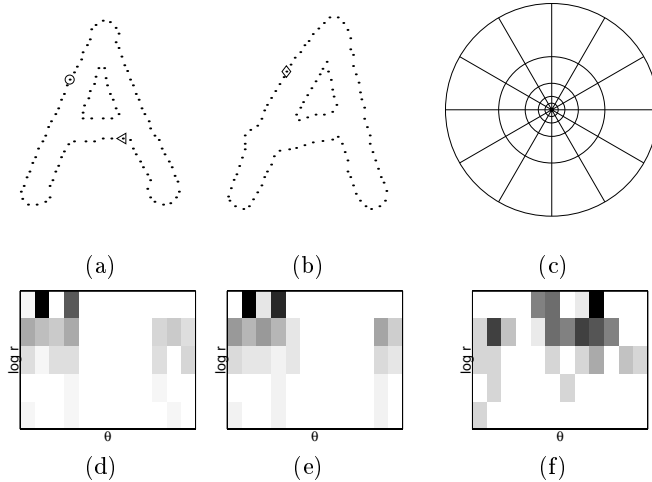 (a) (b) (c)
log r log r log r
θ θ θ
(d) (e) (f)